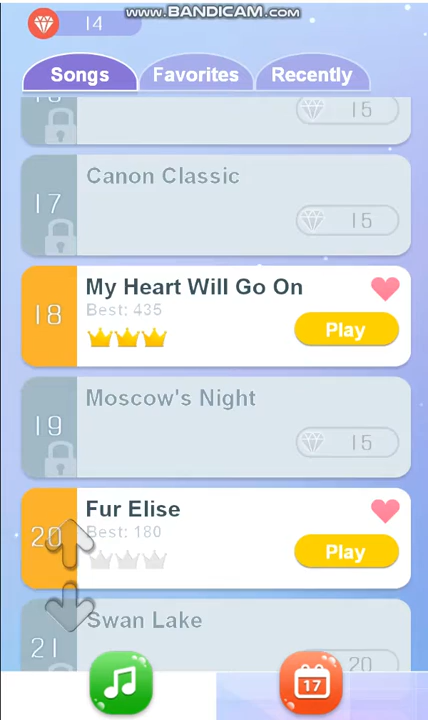 www.BANDICAM.com
14
Songs Favorites Recently
15
17 Canon Classic
15
18 My Heart Will Go On
Best: 435
Play
19 Moscow's Night
15
20 Fur Elise
Best: 180
Play
21 Swan Lake
20
17